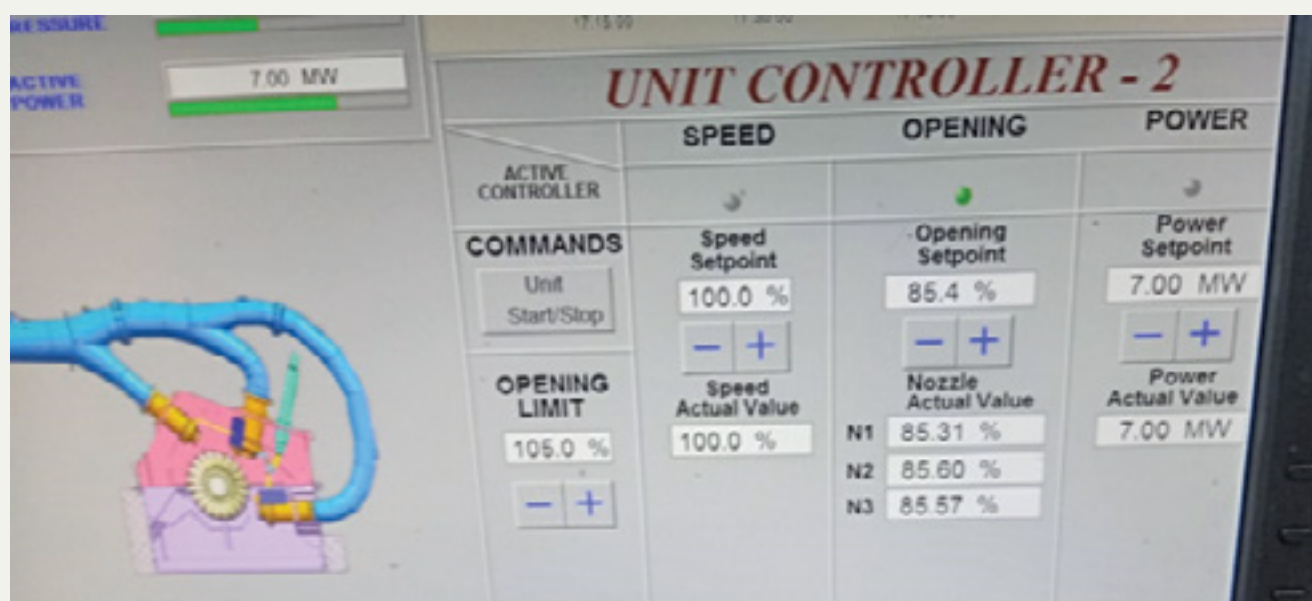 RESSURE
17:15:00
ACTIVE
POWER
7.00 MW
UNIT CONTROLLER - 2
SPEED
OPENING
POWER
ACTIVE
CONTROLLER
COMMANDS
Unit
Start/Stop
OPENING
LIMIT
105.0 %
− +
Speed
Setpoint
100.0 %
− +
Speed
Actual Value
100.0 %
Opening
Setpoint
85.4 %
− +
Nozzle
Actual Value
N1 85.31 %
N2 85.60 %
N3 85.57 %
Power
Setpoint
7.00 MW
− +
Power
Actual Value
7.00 MW